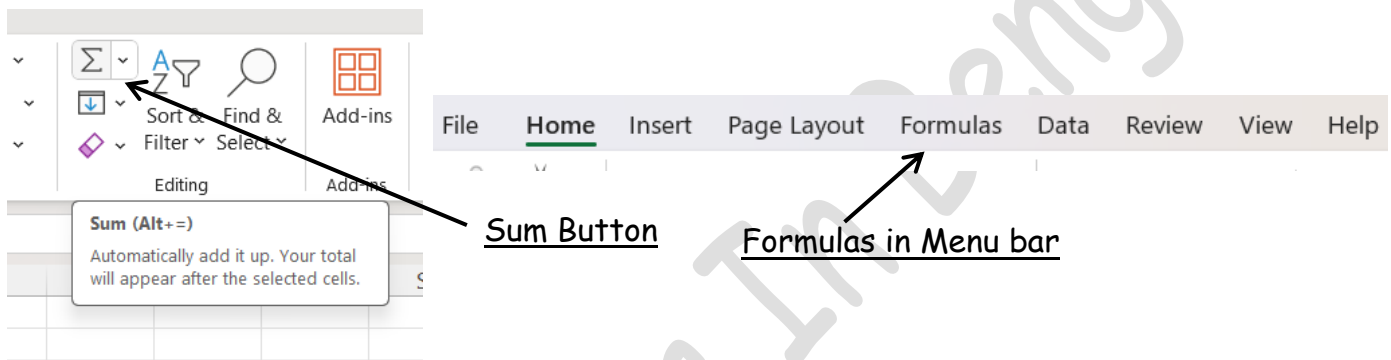 Sort &
Filter
Find &
Select
Add-ins
Editing
Add-ins
Sum (Alt+=)
Automatically add it up. Your total
will appear after the selected cells.
File Home Insert Page Layout Formulas Data Review View Help
Sum Button
Formulas in Menu bar